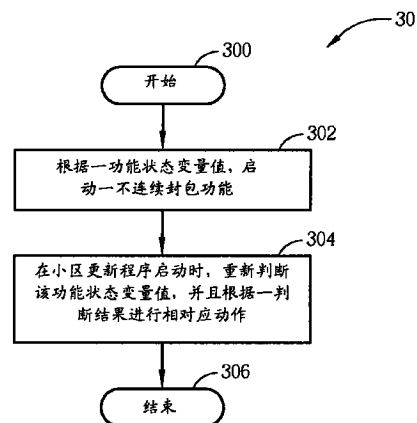 30
300
开始
302
根据一功能状态变量值，启
动一不连续封包功能
304
在小区更新程序启动时，重新判断
该功能状态变量值，并且根据一判
断结果进行相对应动作
306
结束